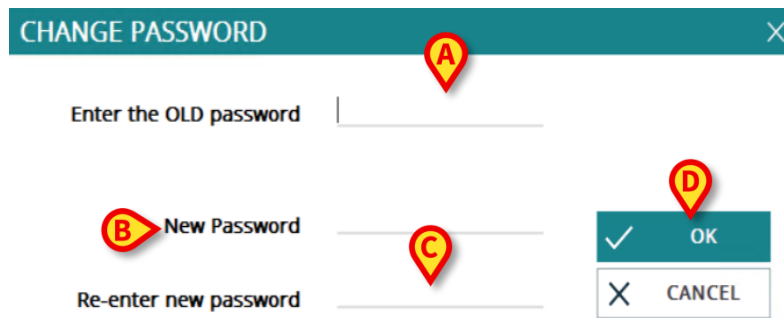 CHANGE PASSWORD
A
Enter the OLD password
D
B New Password
OK
C
Re-enter new password
CANCEL